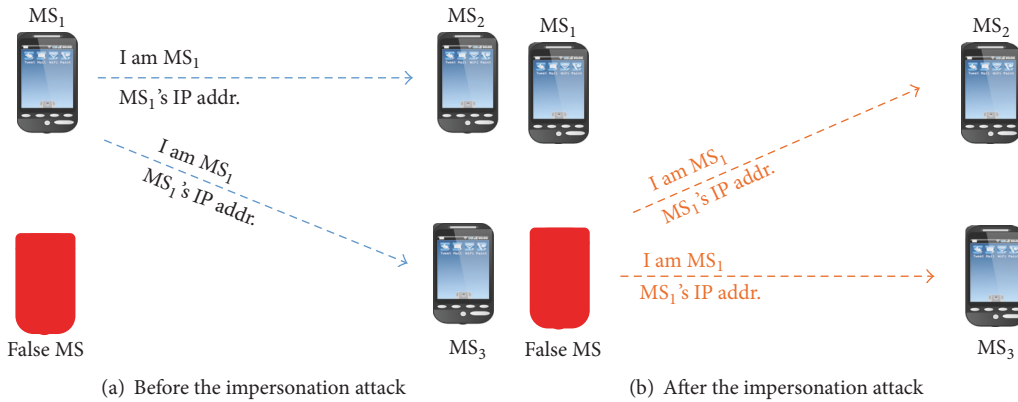 MS₁
I am MS₁
MS₁'s IP addr.
I am MS₁
MS₁'s IP addr.
MS₂
MS₃
False MS
(a) Before the impersonation attack
MS₁
MS₂
I am MS₁
MS₁'s IP addr.
I am MS₁
MS₁'s IP addr.
False MS
MS₃
(b) After the impersonation attack